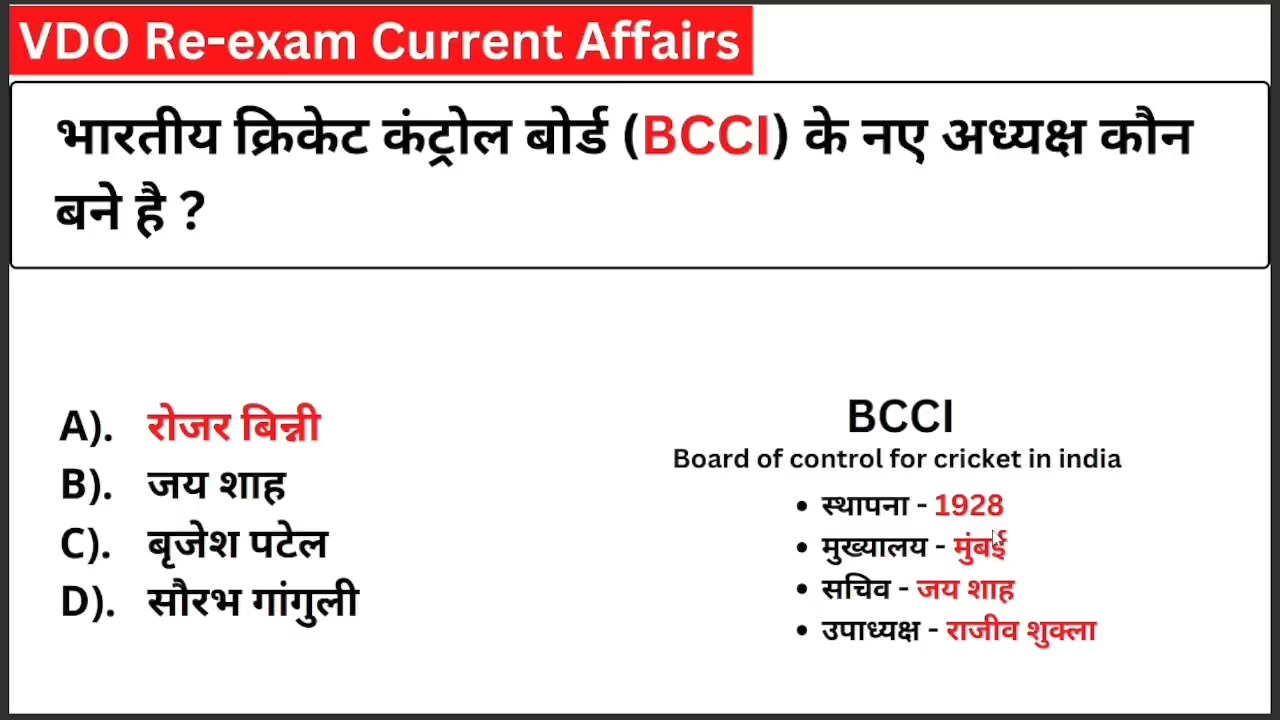 VDO Re-exam Current Affairs
भारतीय क्रिकेट कंट्रोल बोर्ड (BCCI) के नए अध्यक्ष कौन
बने है ?
A). रोजर बिन्नी
B). जय शाह
C). बृजेश पटेल
D). सौरभ गांगुली
BCCI
Board of control for cricket in india
• स्थापना - 1928
• मुख्यालय - मुंबई
• सचिव - जय शाह
• उपाध्यक्ष - राजीव शुक्ला